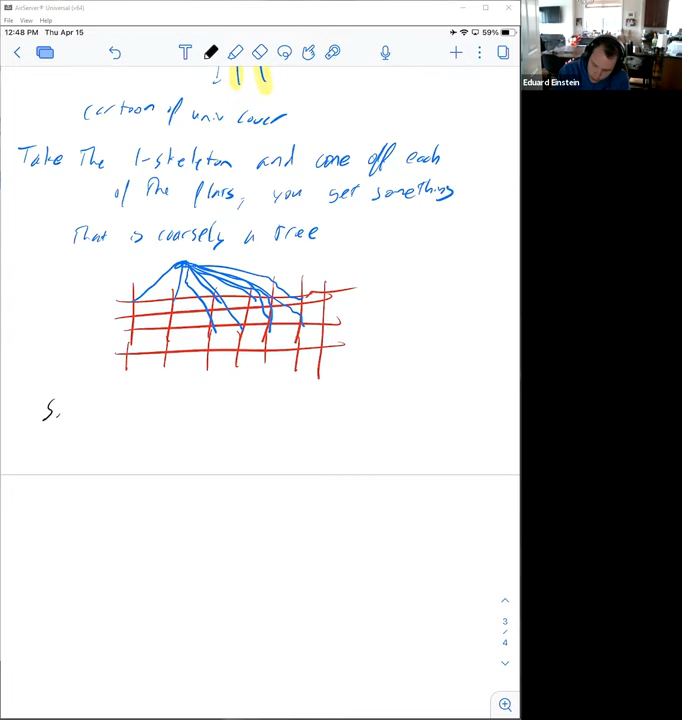 AirServer Universal (x64)
File View Help
12:48 PM Thu Apr 15
59%
T
Eduard Einstein
cartoon of univ cover
Take The 1-skeleton and cone off each
of The flats, you get something
That is coarsely a tree
S.
3
/
4